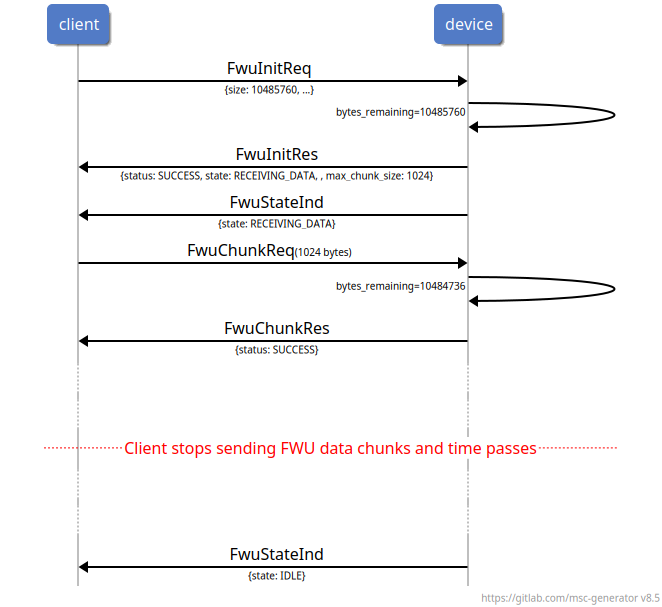 client
device
FwuInitReq
{size: 10485760, ...}
bytes_remaining=10485760
FwuInitRes
{status: SUCCESS, state: RECEIVING_DATA, , max_chunk_size: 1024}
FwuStateInd
{state: RECEIVING_DATA}
FwuChunkReq(1024 bytes)
bytes_remaining=10484736
FwuChunkRes
{status: SUCCESS}
Client stops sending FWU data chunks and time passes
FwuStateInd
{state: IDLE}
https://gitlab.com/msc-generator v8.5